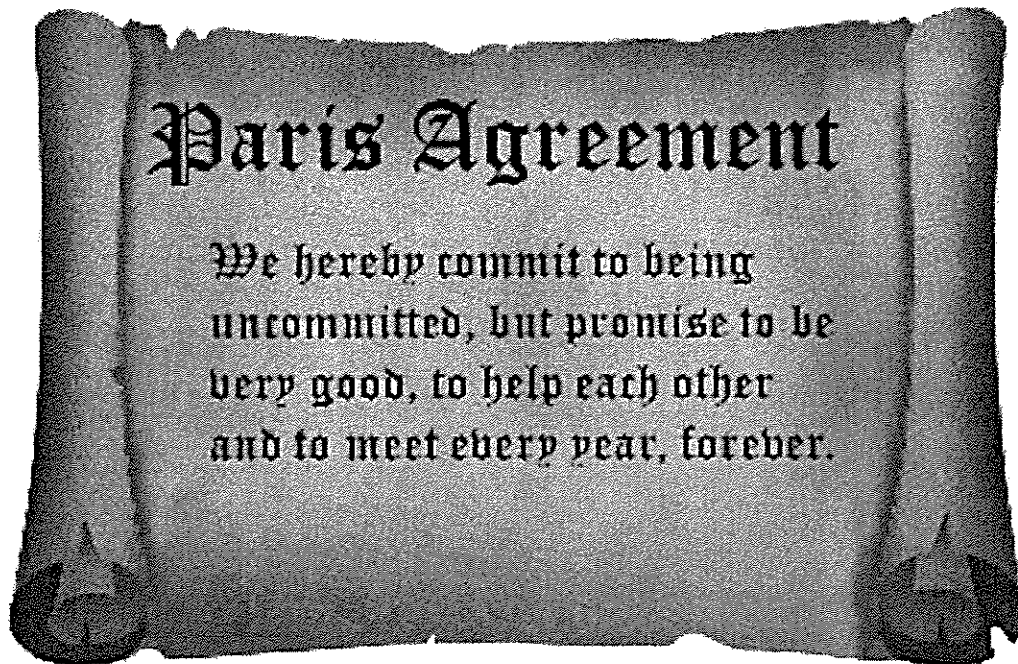 Paris Agreement
We hereby commit to being
uncommitted, but promise to be
very good, to help each other
and to meet every year, forever.